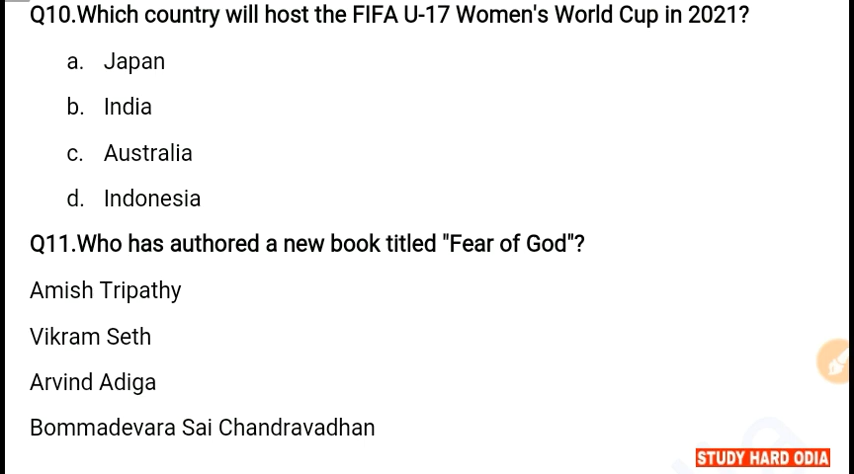 Q10.Which country will host the FIFA U-17 Women's World Cup in 2021?
a. Japan
b. India
c. Australia
d. Indonesia
Q11.Who has authored a new book titled "Fear of God"?
Amish Tripathy
Vikram Seth
Arvind Adiga
Bommadevara Sai Chandravadhan
STUDY HARD ODIA